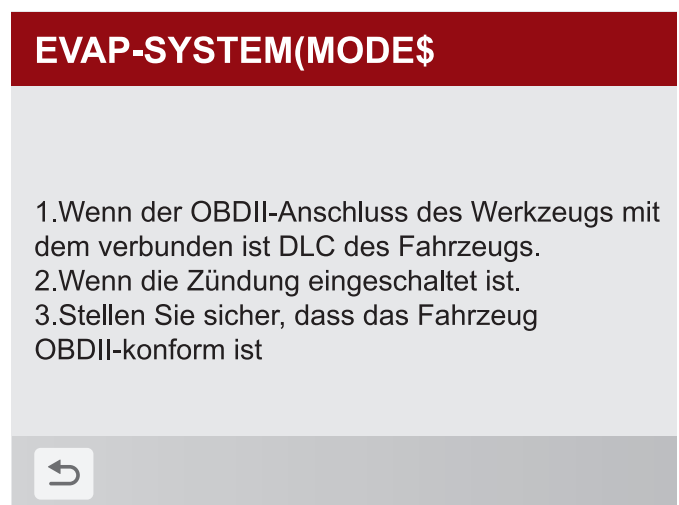 EVAP-SYSTEM(MODE$
1.Wenn der OBDII-Anschluss des Werkzeugs mit
dem verbunden ist DLC des Fahrzeugs.
2.Wenn die Zündung eingeschaltet ist.
3.Stellen Sie sicher, dass das Fahrzeug
OBDII-konform ist